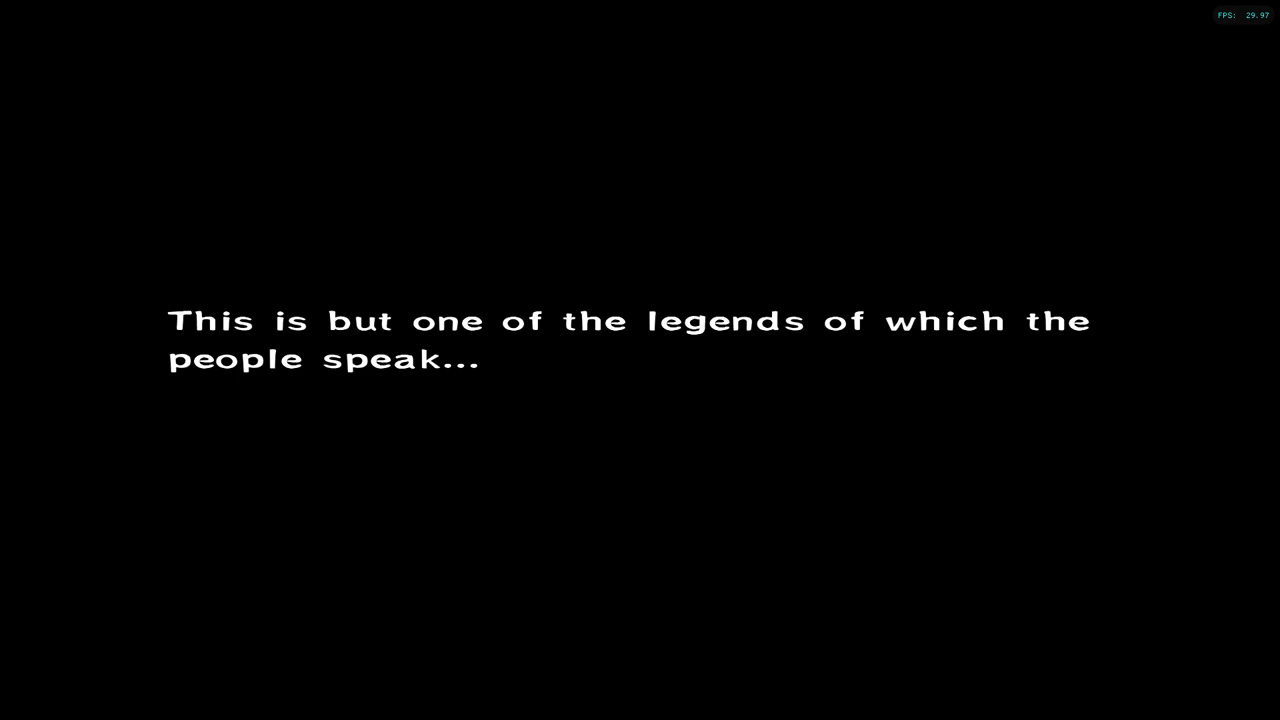 FPS: 29.97
This is but one of the legends of which the
people speak...